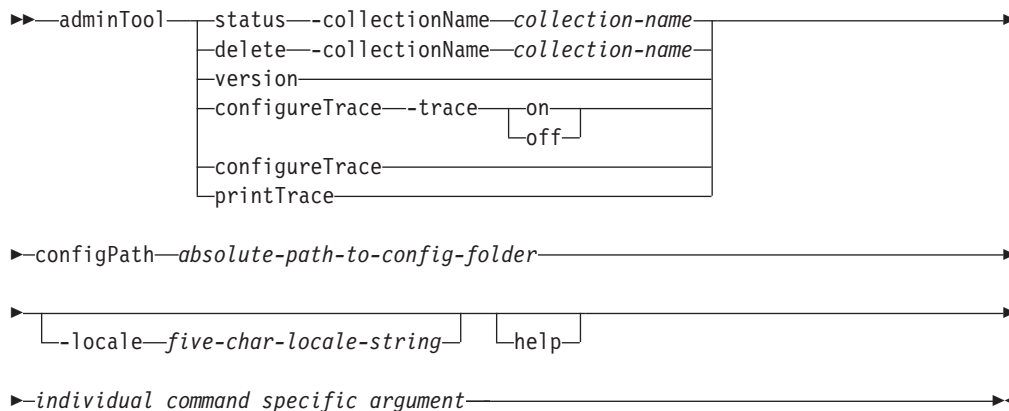 adminTool status -collectionName collection-name
delete -collectionName collection-name
version
configureTrace -trace on
off
configureTrace
printTrace
configPath absolute-path-to-config-folder
-locale five-char-locale-string help
individual command specific argument